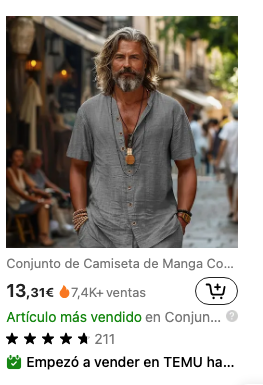 Conjunto de Camiseta de Manga Co...
13,31€ 7,4K+ ventas
Artículo más vendido en Conjun... ?
211
Empezó a vender en TEMU ha...